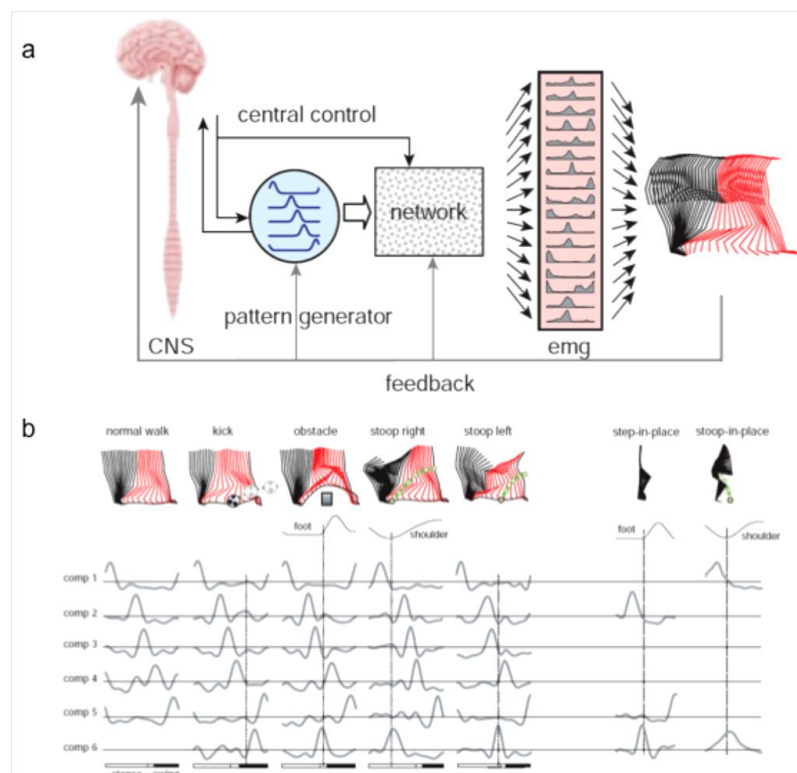 a
central control
network
pattern generator
CNS
emg
feedback
b
normal walk kick obstacle stoop right stoop left step-in-place stoop-in-place
foot shoulder foot shoulder
comp 1
comp 2
comp 3
comp 4
comp 5
comp 6